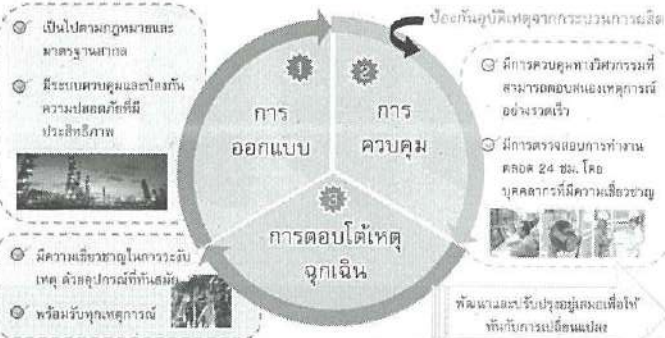 เป็นไปตามกฎหมายและ
มาตรฐานสากล
มีระบบควบคุมและป้องกัน
ความปลอดภัยที่มี
ประสิทธิภาพ
1
การ
ออกแบบ
2
การ
ควบคุม
ป้องกันอุบัติเหตุจากกระบวนการผลิต
มีการควบคุมทางวิศวกรรมที่
สามารถตอบสนองเหตุการณ์
อย่างรวดเร็ว
มีการตรวจสอบการทำงาน
ตลอด 24 ชม. โดย
บุคคลากรที่มีความเชี่ยวชาญ
3
การตอบโต้เหตุ
ฉุกเฉิน
มีความเชี่ยวชาญในการระงับ
เหตุ ด้วยอุปกรณ์ที่ทันสมัย
พร้อมรับทุกเหตุการณ์
พัฒนาและปรับปรุงอยู่เสมอเพื่อให้
ทันกับการเปลี่ยนแปลง